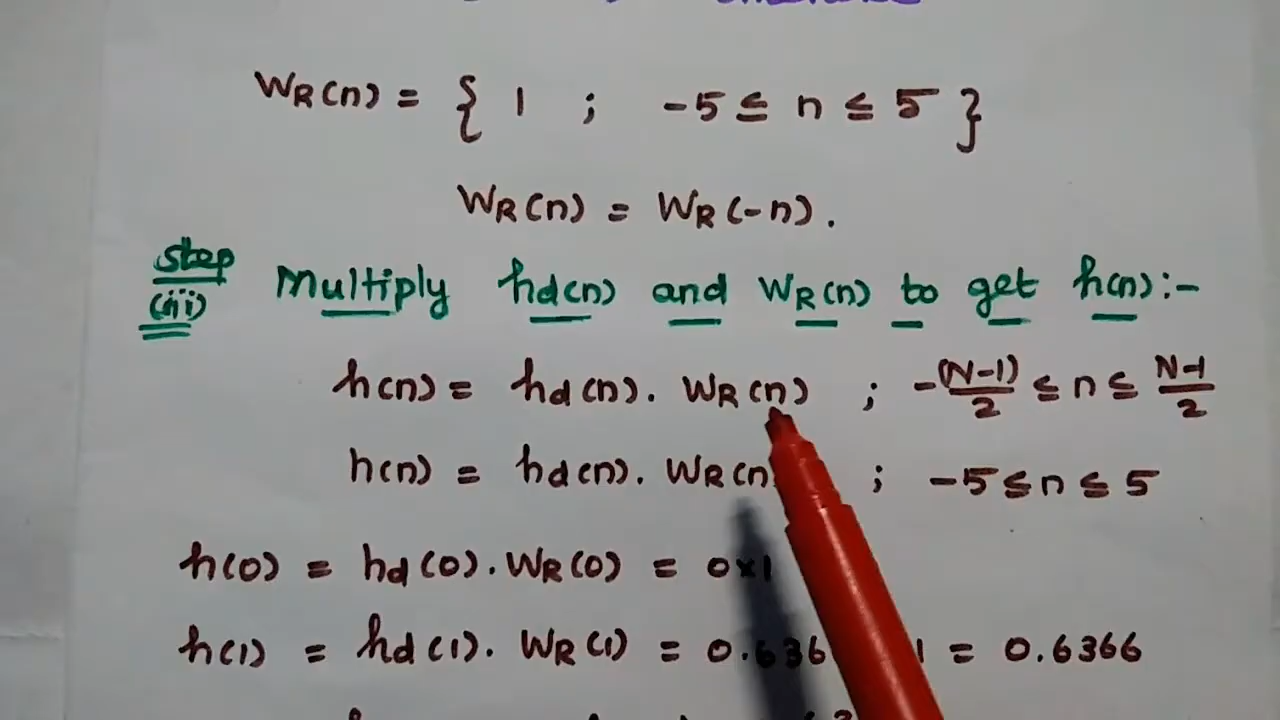 WR(n) = { 1 ; -5 ≤ n ≤ 5 }
WR(n) = WR(-n).
Step (iii) Multiply hd(n) and WR(n) to get h(n):-
h(n) = hd(n). WR(n) ; -(N-1)/2 ≤ n ≤ N-1/2
h(n) = hd(n). WR(n ; -5 ≤ n ≤ 5
h(0) = hd(0). WR(0) = 0×1
h(1) = hd(1). WR(1) = 0.636 1 = 0.6366